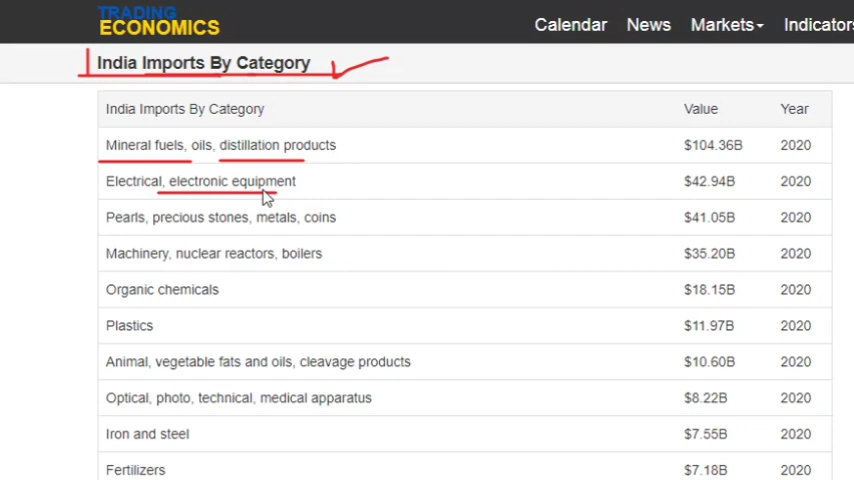 TRADING
ECONOMICS
Calendar News Markets Indicators
India Imports By Category
India Imports By Category Value Year
Mineral fuels, oils, distillation products $104.36B 2020
Electrical, electronic equipment $42.94B 2020
Pearls, precious stones, metals, coins $41.05B 2020
Machinery, nuclear reactors, boilers $35.20B 2020
Organic chemicals $18.15B 2020
Plastics $11.97B 2020
Animal, vegetable fats and oils, cleavage products $10.60B 2020
Optical, photo, technical, medical apparatus $8.22B 2020
Iron and steel $7.55B 2020
Fertilizers $7.18B 2020